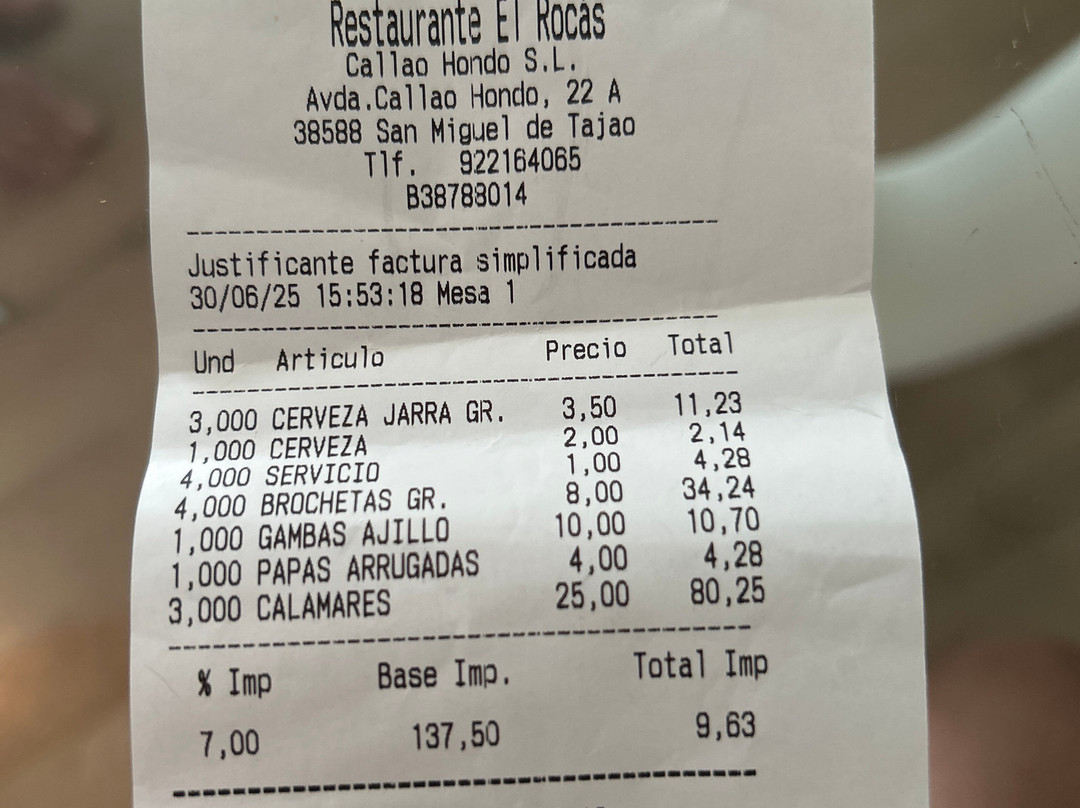 Restaurante El Rocas
Callao Hondo S.L.
Avda.Callao Hondo, 22 A
38588 San Miguel de Tajao
Tlf. 922164065
B38788014
Justificante factura simplificada
30/06/25 15:53:18 Mesa 1
Und Articulo Precio Total
3,000 CERVEZA JARRA GR. 3,50 11,23
1,000 CERVEZA 2,00 2,14
4,000 SERVICIO 1,00 4,28
4,000 BROCHETAS GR. 8,00 34,24
1,000 GAMBAS AJILLO 10,00 10,70
1,000 PAPAS ARRUGADAS 4,00 4,28
3,000 CALAMARES 25,00 80,25
% Imp Base Imp. Total Imp
7,00 137,50 9,63